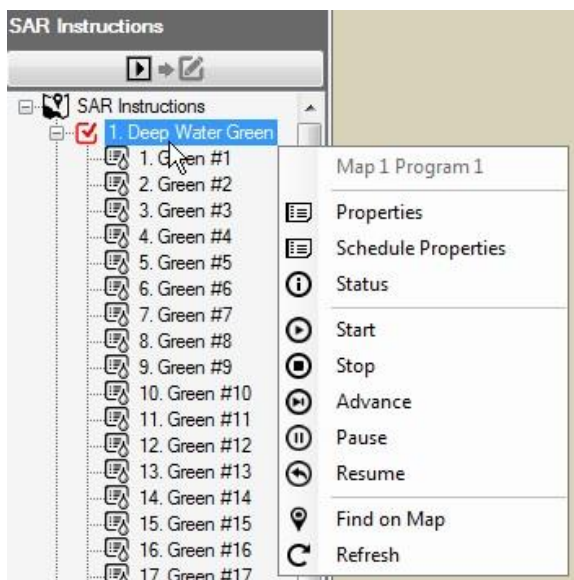 SAR Instructions
SAR Instructions
1. Deep Water Green
1. Green #1
2. Green #2
3. Green #3
4. Green #4
5. Green #5
6. Green #6
7. Green #7
8. Green #8
9. Green #9
10. Green #10
11. Green #11
12. Green #12
13. Green #13
14. Green #14
15. Green #15
16. Green #16
17. Green #17
Map 1 Program 1
Properties
Schedule Properties
Status
Start
Stop
Advance
Pause
Resume
Find on Map
Refresh